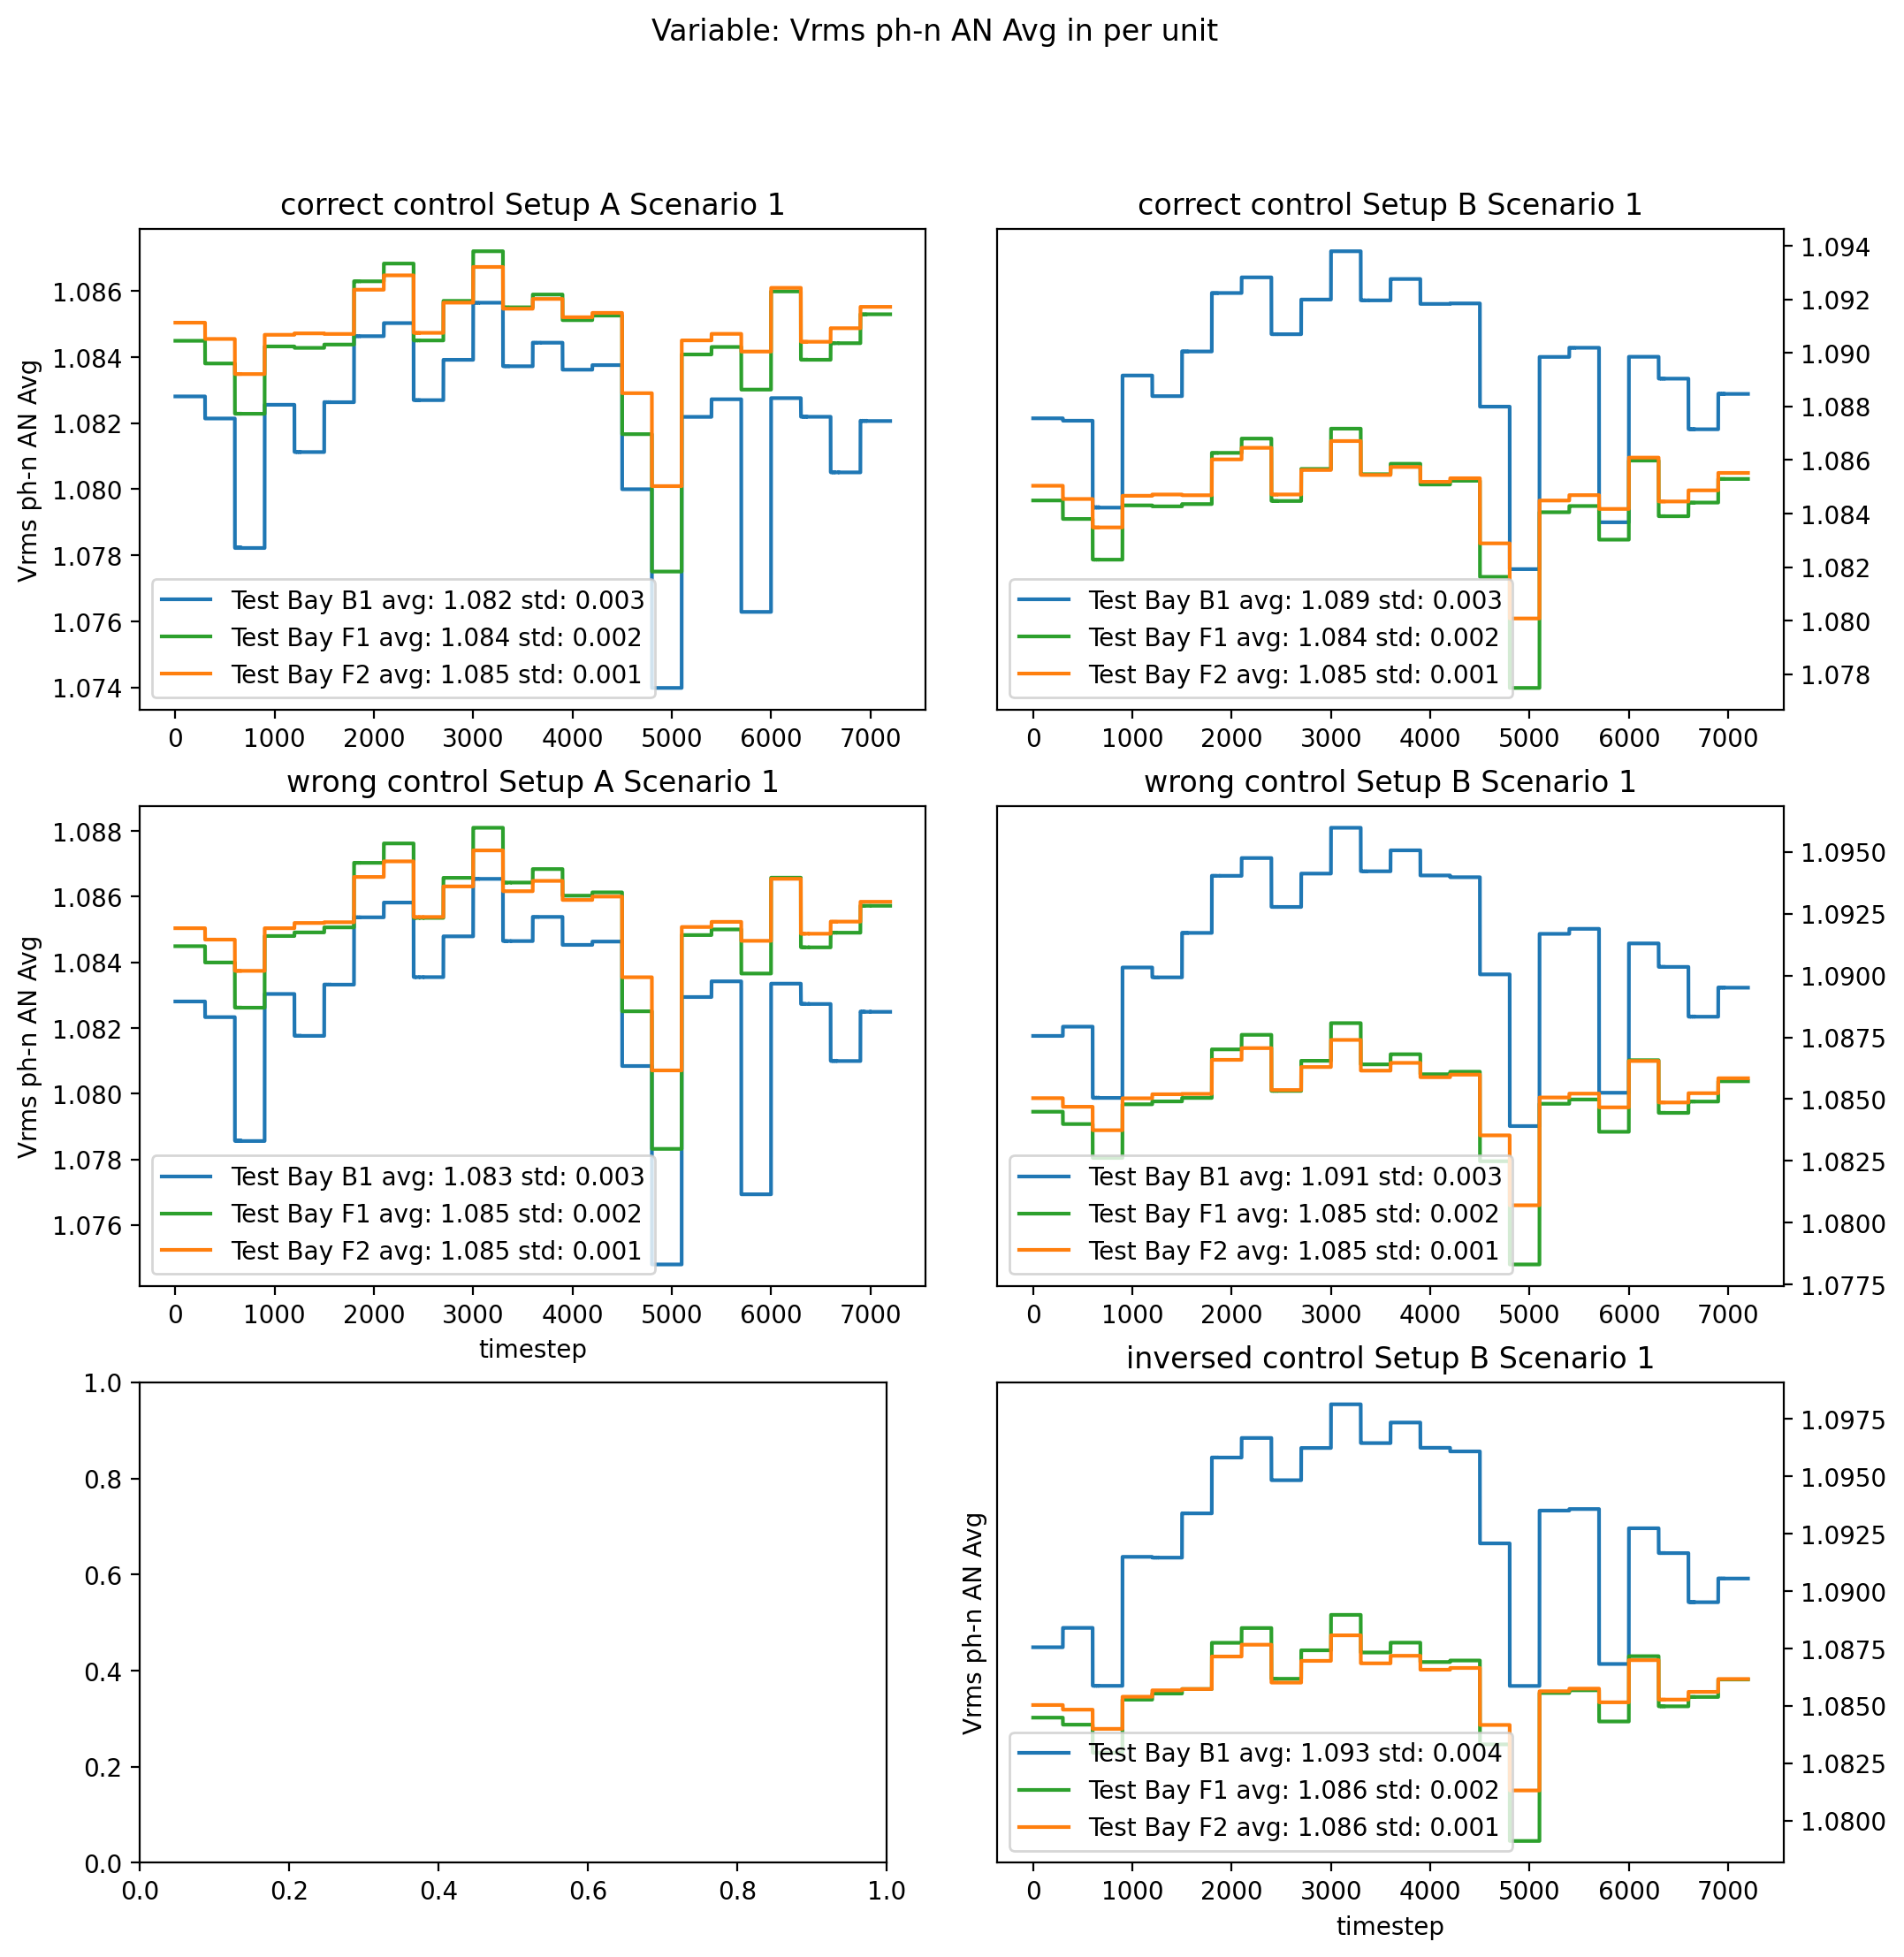 Variable: Vrms ph-n AN Avg in per unit
correct control Setup A Scenario 1
Vrms ph-n AN Avg
1.086
1.084
1.082
1.080
1.078
1.076
1.074
Test Bay B1 avg: 1.082 std: 0.003
Test Bay F1 avg: 1.084 std: 0.002
Test Bay F2 avg: 1.085 std: 0.001
0 1000 2000 3000 4000 5000 6000 7000
correct control Setup B Scenario 1
1.094
1.092
1.090
1.088
1.086
1.084
1.082
1.080
1.078
Test Bay B1 avg: 1.089 std: 0.003
Test Bay F1 avg: 1.084 std: 0.002
Test Bay F2 avg: 1.085 std: 0.001
0 1000 2000 3000 4000 5000 6000 7000
wrong control Setup A Scenario 1
Vrms ph-n AN Avg
1.088
1.086
1.084
1.082
1.080
1.078
1.076
Test Bay B1 avg: 1.083 std: 0.003
Test Bay F1 avg: 1.085 std: 0.002
Test Bay F2 avg: 1.085 std: 0.001
0 1000 2000 3000 4000 5000 6000 7000
timestep
wrong control Setup B Scenario 1
1.0950
1.0925
1.0900
1.0875
1.0850
1.0825
1.0800
1.0775
Test Bay B1 avg: 1.091 std: 0.003
Test Bay F1 avg: 1.085 std: 0.002
Test Bay F2 avg: 1.085 std: 0.001
0 1000 2000 3000 4000 5000 6000 7000
1.0
0.8
0.6
0.4
0.2
0.0
0.0 0.2 0.4 0.6 0.8 1.0
inversed control Setup B Scenario 1
Vrms ph-n AN Avg
1.0975
1.0950
1.0925
1.0900
1.0875
1.0850
1.0825
1.0800
Test Bay B1 avg: 1.093 std: 0.004
Test Bay F1 avg: 1.086 std: 0.002
Test Bay F2 avg: 1.086 std: 0.001
0 1000 2000 3000 4000 5000 6000 7000
timestep